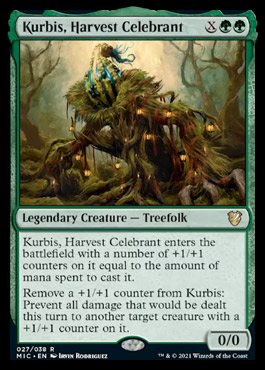 Kurbis, Harvest Celebrant X
Legendary Creature — Treefolk
Kurbis, Harvest Celebrant enters the
battlefield with a number of +1/+1
counters on it equal to the amount of
mana spent to cast it.
Remove a +1/+1 counter from Kurbis:
Prevent all damage that would be dealt
this turn to another target creature with a
+1/+1 counter on it.
0/0
027/038 R
MIC • EN Irvin Rodriguez
™ & © 2021 Wizards of the Coast